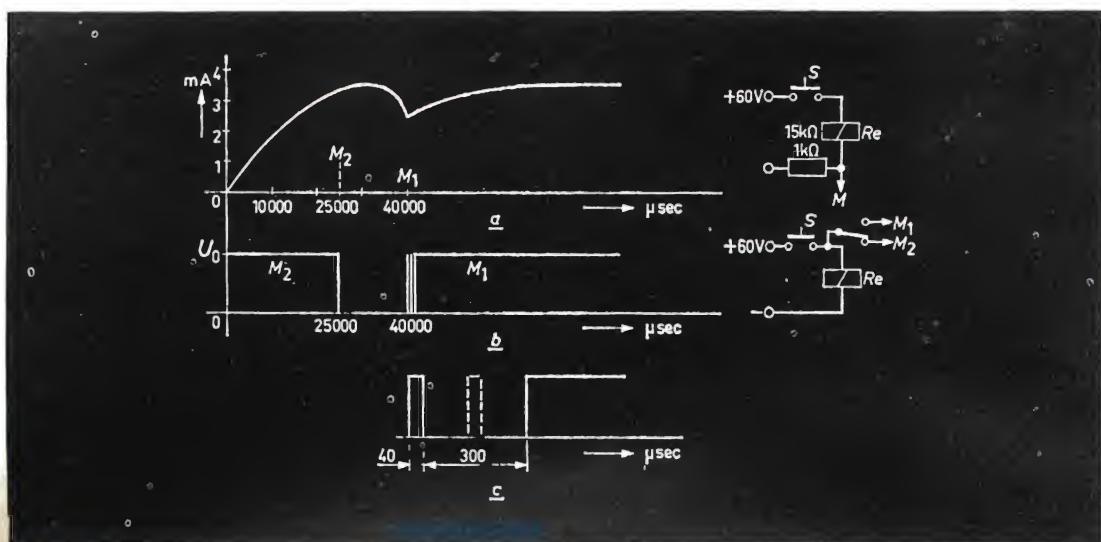 mA
4
3
2
1
0
M₂
M₁
10000 25000 40000
µsec
a
S
+60V
15kΩ
Re
1kΩ
M
U₀
M₂
M₁
0
25000 40000
µsec
b
S
M₁
M₂
+60V
Re
-
40 300
µsec
c